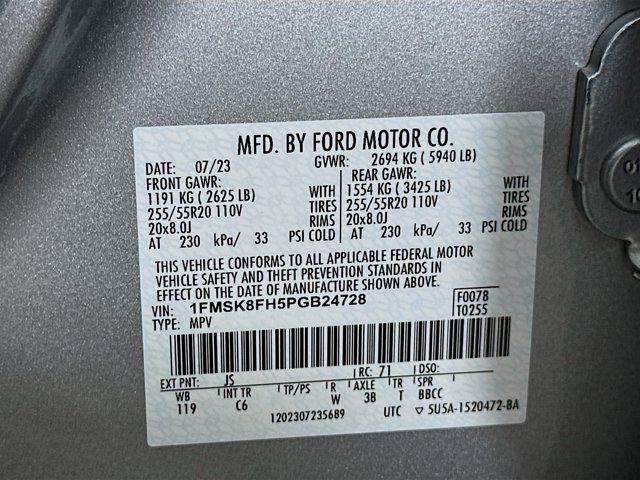 MFD. BY FORD MOTOR CO.
DATE: 07/23 GVWR: 2694 KG ( 5940 LB)
FRONT GAWR: REAR GAWR:
1191 KG ( 2625 LB) WITH 1554 KG ( 3425 LB) WITH
255/55R20 110V TIRES 255/55R20 110V TIRES
20x8.0J RIMS 20x8.0J RIMS
AT 230 kPa/ 33 PSI COLD AT 230 kPa/ 33 PSI COLD
THIS VEHICLE CONFORMS TO ALL APPLICABLE FEDERAL MOTOR
VEHICLE SAFETY AND THEFT PREVENTION STANDARDS IN
EFFECT ON THE DATE OF MANUFACTURE SHOWN ABOVE.
VIN: 1FMSK8FH5PGB24728 F0078
MPV T0255
EXT PNT: JS RC: 71 DSO:
WB INT TR TP/PS R AXLE TR SPR
119 C6 W 3B T BBCC
1202307235689 UTC ▽ 5U5A-1520472-BA